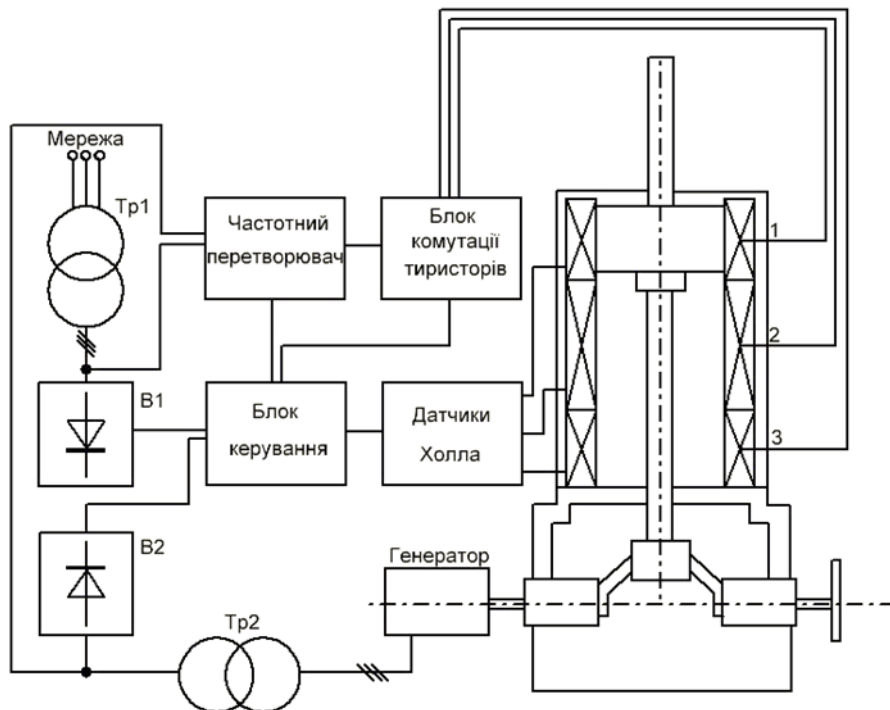 Мережа
Тр1
Частотний
перетворювач
Блок
комутації
тиристорів
1
2
3
В1
Блок
керування
Датчики
Холла
В2
Генератор
Тр2